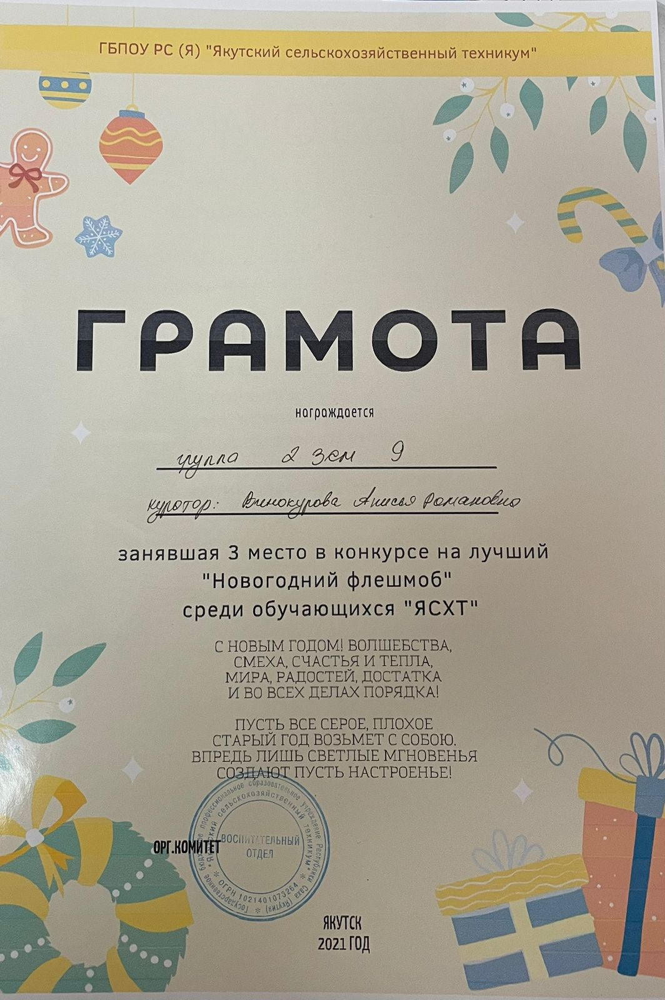 ГБПОУ РС (Я) "Якутский сельскохозяйственный техникум"
ГРАМОТА
награждается
группа 2 Зем 9
куратор: Винокурова Анисья Романовна
занявшая 3 место в конкурсе на лучший
"Новогодний флешмоб"
среди обучающихся "ЯСХТ"
С НОВЫМ ГОДОМ! ВОЛШЕБСТВА,
СМЕХА, СЧАСТЬЯ И ТЕПЛА,
МИРА, РАДОСТЕЙ, ДОСТАТКА
И ВО ВСЕХ ДЕЛАХ ПОРЯДКА!
ПУСТЬ ВСЕ СЕРОЕ, ПЛОХОЕ
СТАРЫЙ ГОД ВОЗЬМЕТ С СОБОЮ.
ВПРЕДЬ ЛИШЬ СВЕТЛЫЕ МГНОВЕНЬЯ
СОЗДАЮТ ПУСТЬ НАСТРОЕНЬЕ!
ОРГ.КОМИТЕТ
Государственное бюджетное профессиональное образовательное учреждение Республики Саха (Якутия)
"Якутский сельскохозяйственный техникум"
ОГРН 1021401073264
ВОСПИТАТЕЛЬНЫЙ
ОТДЕЛ
ЯКУТСК
2021 ГОД